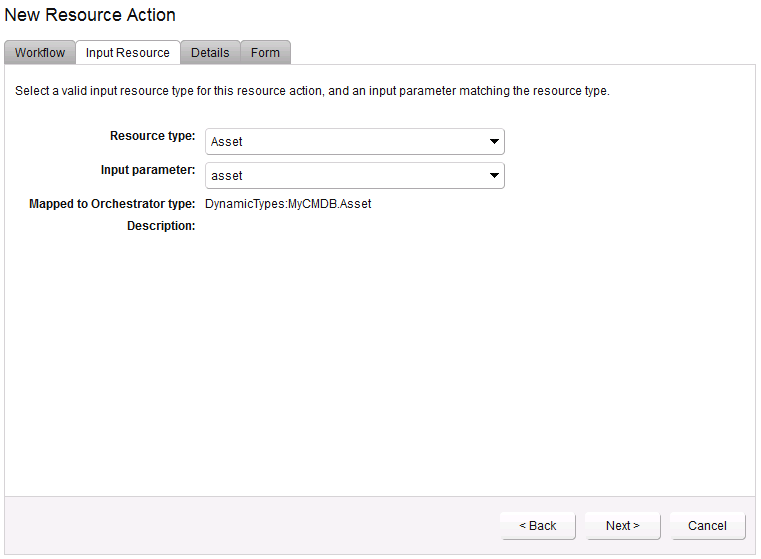 New Resource Action
Workflow Input Resource Details Form
Select a valid input resource type for this resource action, and an input parameter matching the resource type.
Resource type: Asset
Input parameter: asset
Mapped to Orchestrator type: DynamicTypes:MyCMDB.Asset
Description:
< Back Next > Cancel